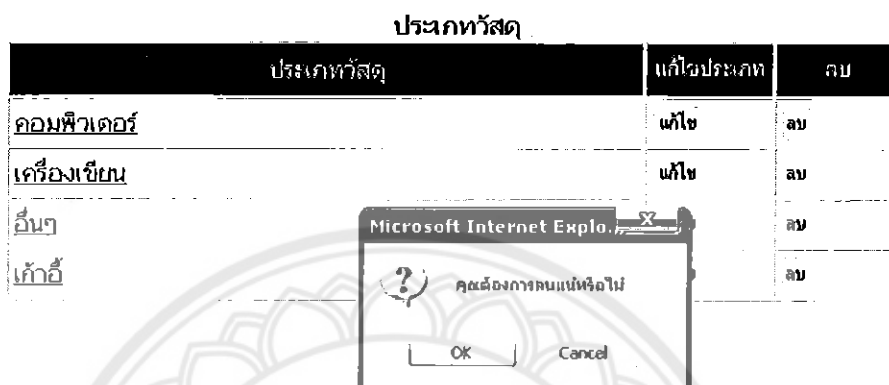 ประเภทวัสดุ
ประเภทวัสดุ แก้ไขประเภท ลบ
คอมพิวเตอร์ แก้ไข ลบ
เครื่องเขียน แก้ไข ลบ
อื่นๆ ลบ
เก้าอี้ ลบ
Microsoft Internet Explo... X
คุณต้องการลบแน่หรือไม่
OK Cancel